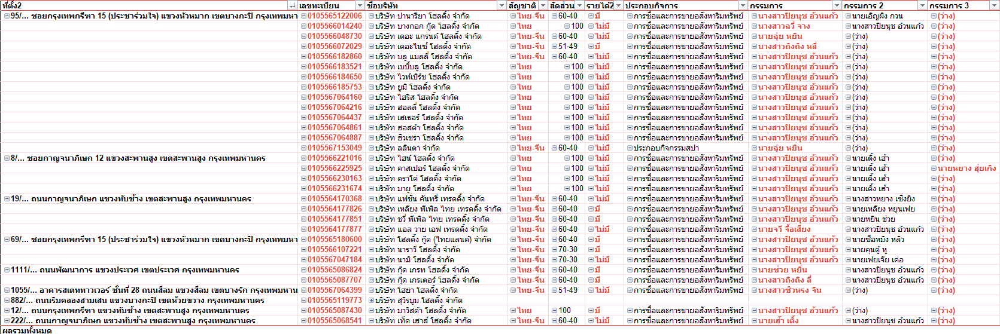 ที่ตั้ง2 เลขทะเบียน ชื่อบริษัท สัญชาติ สัดส่วน รายได้2 ประกอบกิจการ กรรมการ กรรมการ 2 กรรมการ 3
95/... ซอยกรุงเทพกรีฑา 15 (ประชาร่วมใจ) แขวงหัวหมาก เขตบางกะปิ กรุงเทพมหา 0105565122006 บริษัท ปานารียา โฮลดิ้ง จำกัด ไทย-จีน 60-40 มี การซื้อและการขายอสังหาริมทรัพย์ นางสาวปิยนุช อ้วนแก้ว นายเอิญผิง กวน (ว่าง)
0105566014240 บริษัท บางกอก กู๊ด โฮลดิ้ง จำกัด ไทย 100 ไม่มี การซื้อและการขายอสังหาริมทรัพย์ นางสาวฉวี่ จาง นางสาวปิยนุช อ้วนแก้ว (ว่าง)
0105566048730 บริษัท เดอะ แกรนด์ โฮลดิ้ง จำกัด ไทย-จีน 60-40 ไม่มี การซื้อและการขายอสังหาริมทรัพย์ นายฉุ่ย หยิน (ว่าง) (ว่าง)
0105566072029 บริษัท เดอะไนซ์ โฮลดิ้ง จำกัด ไทย-จีน 51-49 มี การซื้อและการขายอสังหาริมทรัพย์ นางสาวถิงถิง หลี่ (ว่าง) (ว่าง)
0105566182860 บริษัท บลู แมลลี่ โฮลดิ้ง จำกัด ไทย-จีน 60-40 ไม่มี การซื้อและการขายอสังหาริมทรัพย์ นางสาวปิยนุช อ้วนแก้ว (ว่าง) (ว่าง)
0105566183521 บริษัท เบบี้บลู โฮลดิ้ง จำกัด ไทย 100 ไม่มี การซื้อและการขายอสังหาริมทรัพย์ นางสาวปิยนุช อ้วนแก้ว (ว่าง) (ว่าง)
0105566184650 บริษัท ไวท์เบิร์ช โฮลดิ้ง จำกัด ไทย 100 ไม่มี การซื้อและการขายอสังหาริมทรัพย์ นางสาวปิยนุช อ้วนแก้ว (ว่าง) (ว่าง)
0105566185753 บริษัท ยูมิ โฮลดิ้ง จำกัด ไทย 100 ไม่มี การซื้อและการขายอสังหาริมทรัพย์ นางสาวปิยนุช อ้วนแก้ว (ว่าง) (ว่าง)
0105567064160 บริษัท ไฮริส โฮลดิ้ง จำกัด ไทย 100 ไม่มี การซื้อและการขายอสังหาริมทรัพย์ นางสาวปิยนุช อ้วนแก้ว (ว่าง) (ว่าง)
0105567064216 บริษัท ฮอลลี่ โฮลดิ้ง จำกัด ไทย 100 ไม่มี การซื้อและการขายอสังหาริมทรัพย์ นางสาวปิยนุช อ้วนแก้ว (ว่าง) (ว่าง)
0105567064437 บริษัท เฮเธอร์ โฮลดิ้ง จำกัด ไทย 100 ไม่มี การซื้อและการขายอสังหาริมทรัพย์ นางสาวปิยนุช อ้วนแก้ว (ว่าง) (ว่าง)
0105567064861 บริษัท ฮอสต้า โฮลดิ้ง จำกัด ไทย 100 ไม่มี การซื้อและการขายอสังหาริมทรัพย์ นางสาวปิยนุช อ้วนแก้ว (ว่าง) (ว่าง)
0105567064887 บริษัท ฮิวเชร่า โฮลดิ้ง จำกัด ไทย 100 ไม่มี การซื้อและการขายอสังหาริมทรัพย์ นางสาวปิยนุช อ้วนแก้ว (ว่าง) (ว่าง)
0105567153049 บริษัท ลลินตา จำกัด ไทย-จีน 60-40 ไม่มี ประกอบกิจกรรมสปา นายฉุ่ย หยิน (ว่าง) (ว่าง)
8/... ซอยกาญจนาภิเษก 12 แขวงสะพานสูง เขตสะพานสูง กรุงเทพมหานคร 0105566221016 บริษัท ไฮน์ โฮลดิ้ง จำกัด ไทย 100 ไม่มี การซื้อและการขายอสังหาริมทรัพย์ นางสาวปิยนุช อ้วนแก้ว นายเติ้ง เฮ้า (ว่าง)
0105566225925 บริษัท คาสเปอร์ โฮลดิ้ง จำกัด ไทย 100 ไม่มี การซื้อและการขายอสังหาริมทรัพย์ นางสาวปิยนุช อ้วนแก้ว นายเติ้ง เฮ้า นายหยาง ฮุ่ยเกิง
0105566230163 บริษัท ดราโค่ โฮลดิ้ง จำกัด ไทย 100 ไม่มี การซื้อและการขายอสังหาริมทรัพย์ นางสาวปิยนุช อ้วนแก้ว นายเติ้ง เฮ้า (ว่าง)
0105566231674 บริษัท มายู โฮลดิ้ง จำกัด ไทย 100 ไม่มี การซื้อและการขายอสังหาริมทรัพย์ นางสาวปิยนุช อ้วนแก้ว นายเติ้ง เฮ้า (ว่าง)
19/... ถนนกาญจนาภิเษก แขวงทับช้าง เขตสะพานสูง กรุงเทพมหานคร 0105564170368 บริษัท แฟชั่น คันทรี่ เทรดดิ้ง จำกัด ไทย-จีน 60-40 ไม่มี การซื้อและการขายอสังหาริมทรัพย์ นางสาวปิยนุช อ้วนแก้ว นางสาวหยาง เซิ่งยิง (ว่าง)
0105564177826 บริษัท เหลียง พีเพิล ไทย เทรดดิ้ง จำกัด ไทย-จีน 60-40 มี การซื้อและการขายอสังหาริมทรัพย์ นางสาวปิยนุช อ้วนแก้ว นายเหลียง หยุนเฟย (ว่าง)
0105564177851 บริษัท ชวี่ พีเพิล ไทย เทรดดิ้ง จำกัด ไทย-จีน 60-40 มี การซื้อและการขายอสังหาริมทรัพย์ นางสาวปิยนุช อ้วนแก้ว นายหยิน ช่วย (ว่าง)
0105564177877 บริษัท แอล วาย เอฟ เทรดดิ้ง จำกัด ไทย-จีน 60-40 ไม่มี การซื้อและการขายอสังหาริมทรัพย์ นายจวี จื้อเสียง นางสาวปิยนุช อ้วนแก้ว (ว่าง)
69/... ซอยกรุงเทพกรีฑา 15 (ประชาร่วมใจ) แขวงหัวหมาก เขตบางกะปิ กรุงเทพมหา 0105565180600 บริษัท โฮลดิ้ง กู๊ด (ไทยแลนด์) จำกัด ไทย-จีน 60-40 มี การซื้อและการขายอสังหาริมทรัพย์ นางสาวปิยนุช อ้วนแก้ว นายชื่อหมิง หลิว (ว่าง)
0105566107221 บริษัท นาราวี โฮลดิ้ง จำกัด ไทย-จีน 70-30 มี การซื้อและการขายอสังหาริมทรัพย์ นางสาวปิยนุช อ้วนแก้ว นายคุนตู้ หู (ว่าง)
0105567047184 บริษัท นามิ โฮลดิ้ง จำกัด ไทย-จีน 70-30 ไม่มี การซื้อและการขายอสังหาริมทรัพย์ นางสาวปิยนุช อ้วนแก้ว นายเฟยเจีย เค่อ (ว่าง)
1111/... ถนนพัฒนาการ แขวงประเวศ เขตประเวศ กรุงเทพมหานคร 0105565086824 บริษัท กู๊ด เกรท โฮลดิ้ง จำกัด ไทย-จีน 60-40 มี การซื้อและการขายอสังหาริมทรัพย์ นายช่วย หยิ่น นางสาวปิยนุช อ้วนแก้ว (ว่าง)
0105565087707 บริษัท กู๊ด เกรเตอร์ โฮลดิ้ง จำกัด ไทย-จีน 60-40 มี การซื้อและการขายอสังหาริมทรัพย์ นางสาวถิงถิง ลี่ นางสาวปิยนุช อ้วนแก้ว (ว่าง)
1055/... อาคารสเตททาวเวอร์ ชั้นที่ 28 ถนนสีลม แขวงสีลม เขตบางรัก กรุงเทพมหาน 0105567064399 บริษัท โฮย่า โฮลดิ้ง จำกัด ไทย-จีน 51-49 ไม่มี การซื้อและการขายอสังหาริมทรัพย์ นางสาวชิวหรง จิน (ว่าง) (ว่าง)
882/... ถนนริมคลองสามเสน แขวงบางกะปิ เขตห้วยขวาง กรุงเทพมหานคร 0105565119773 บริษัท สุวิรบูม โฮลดิ้ง จำกัด
12/... ถนนกรุงเทพกรีฑา แขวงทับช้าง เขตสะพานสูง กรุงเทพมหานคร 0105565087430 บริษัท มาวิสต้า โฮลดิ้ง จำกัด ไทย 100 มี การซื้อและการขายอสังหาริมทรัพย์ นางสาวปิยนุช อ้วนแก้ว (ว่าง) (ว่าง)
222/... ถนนกาญจนาภิเษก แขวงทับช้าง เขตสะพานสูง กรุงเทพมหานคร 0105565068541 บริษัท เท็ด เฮาส์ โฮลดิ้ง จำกัด ไทย-จีน 60-40 ไม่มี การซื้อและการขายอสังหาริมทรัพย์ นายเฮ้า เติ้ง นางสาวปิยนุช อ้วนแก้ว (ว่าง)
ผลรวมทั้งหมด